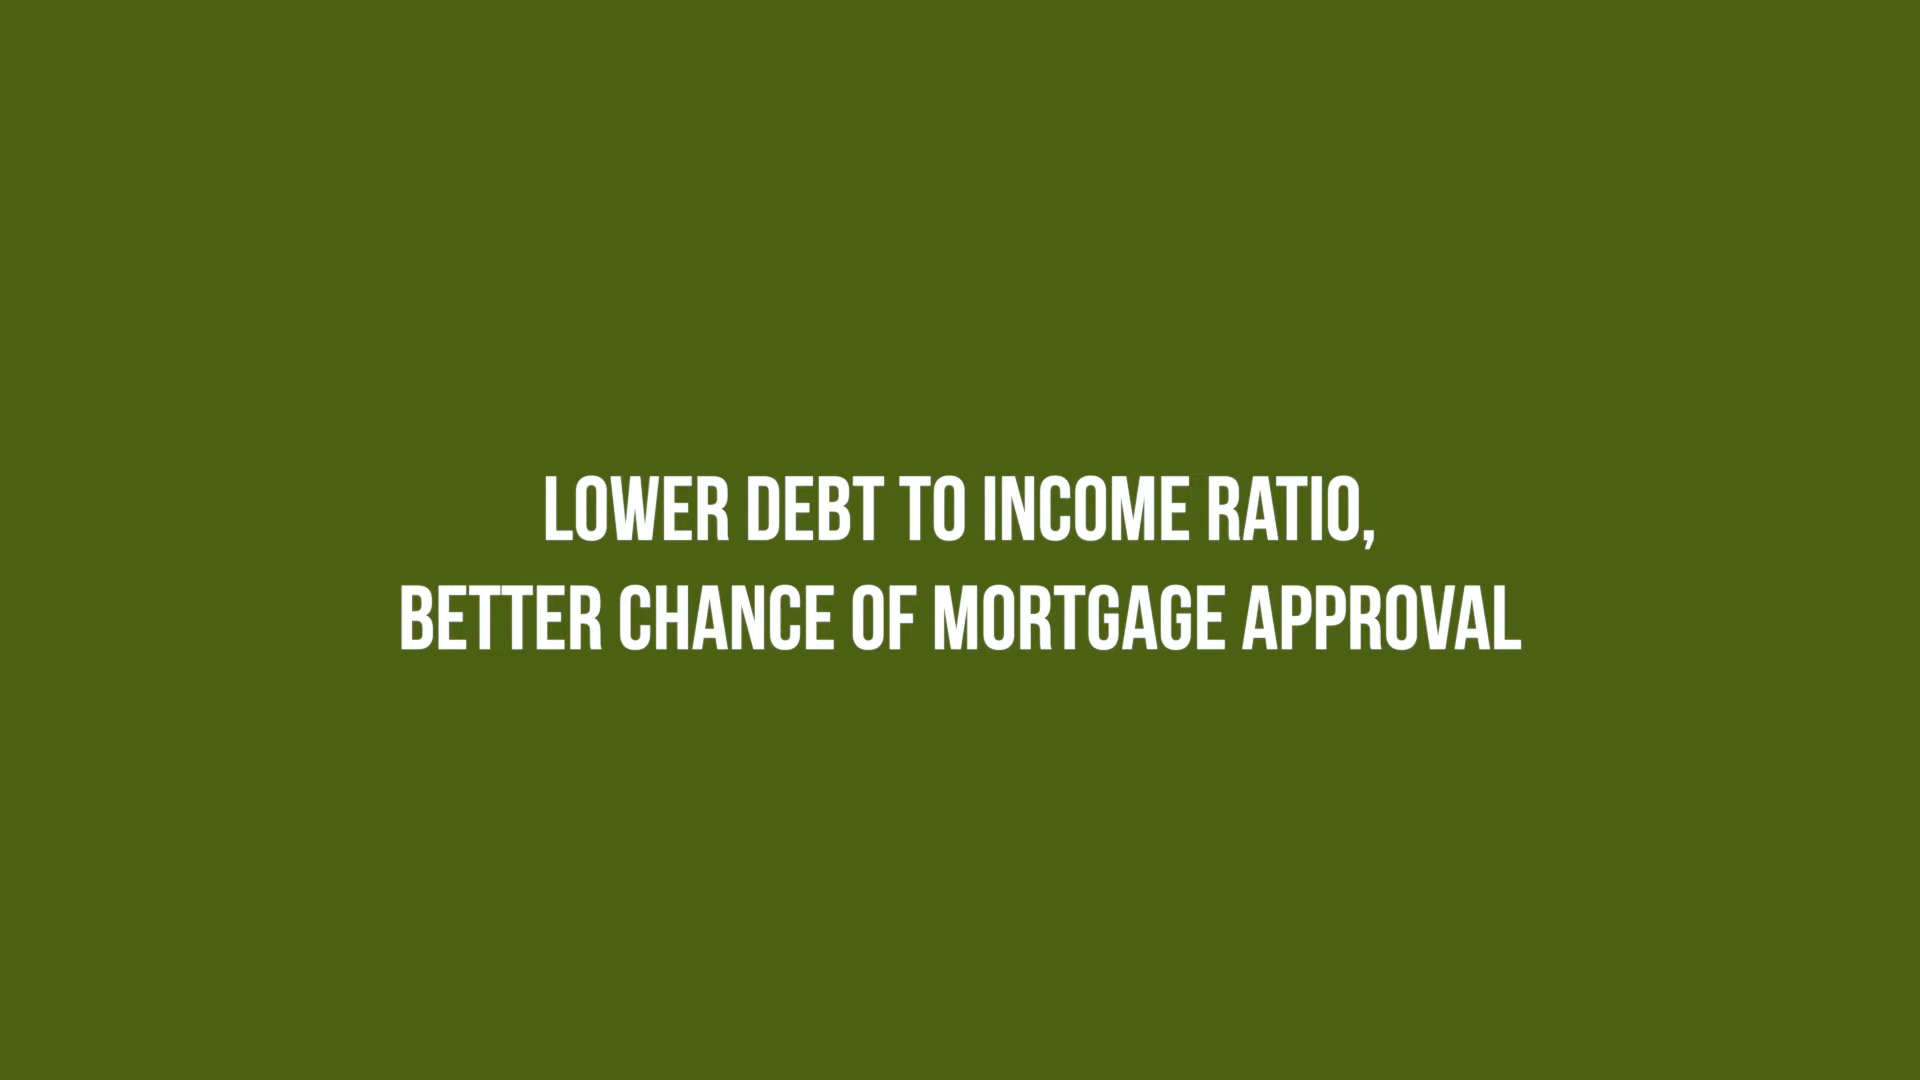 LOWER DEBT TO INCOME RATIO,
BETTER CHANCE OF MORTGAGE APPROVAL